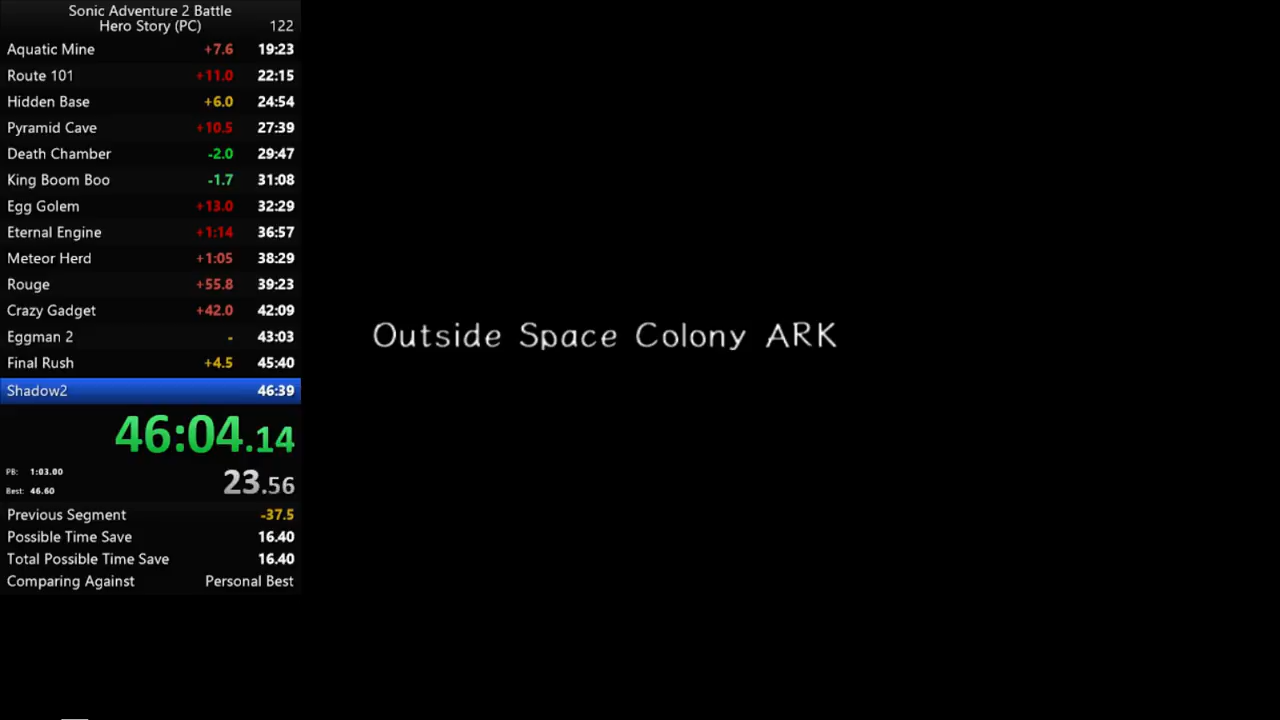 Sonic Adventure 2 Battle
Hero Story (PC) 122
Aquatic Mine +7.6 19:23
Route 101 +11.0 22:15
Hidden Base +6.0 24:54
Pyramid Cave +10.5 27:39
Death Chamber -2.0 29:47
King Boom Boo -1.7 31:08
Egg Golem +13.0 32:29
Eternal Engine +1:14 36:57
Meteor Herd +1:05 38:29
Rouge +55.8 39:23
Crazy Gadget +42.0 42:09
Eggman 2 - 43:03
Final Rush +4.5 45:40
Shadow2 46:39
46:04.14
PB: 1:03.00
Best: 46.60
23.56
Previous Segment -37.5
Possible Time Save 16.40
Total Possible Time Save 16.40
Comparing Against Personal Best
Outside Space Colony ARK